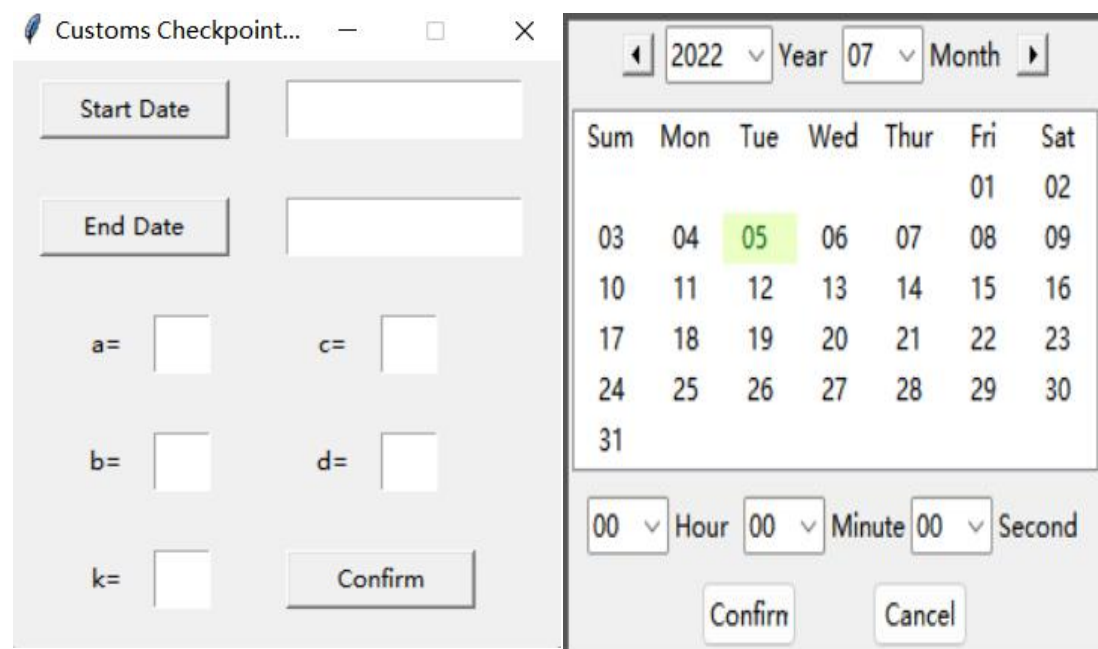 Customs Checkpoint...
Start Date
End Date
a= c=
b= d=
k= Confirm
2022 Year 07 Month
Sum Mon Tue Wed Thur Fri Sat
01 02
03 04 05 06 07 08 09
10 11 12 13 14 15 16
17 18 19 20 21 22 23
24 25 26 27 28 29 30
31
00 Hour 00 Minute 00 Second
Confirm Cancel